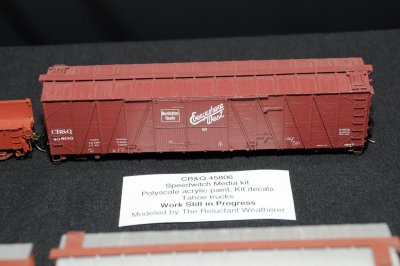 Burlington
Route
Everywhere
West
CB&Q
45806
CB&Q 45806
Speedwitch Media kit
Polyscale acrylic paint, Kit decals
Tahoe trucks
Work Still in Progress
Modeled by The Reluctant Weatherer